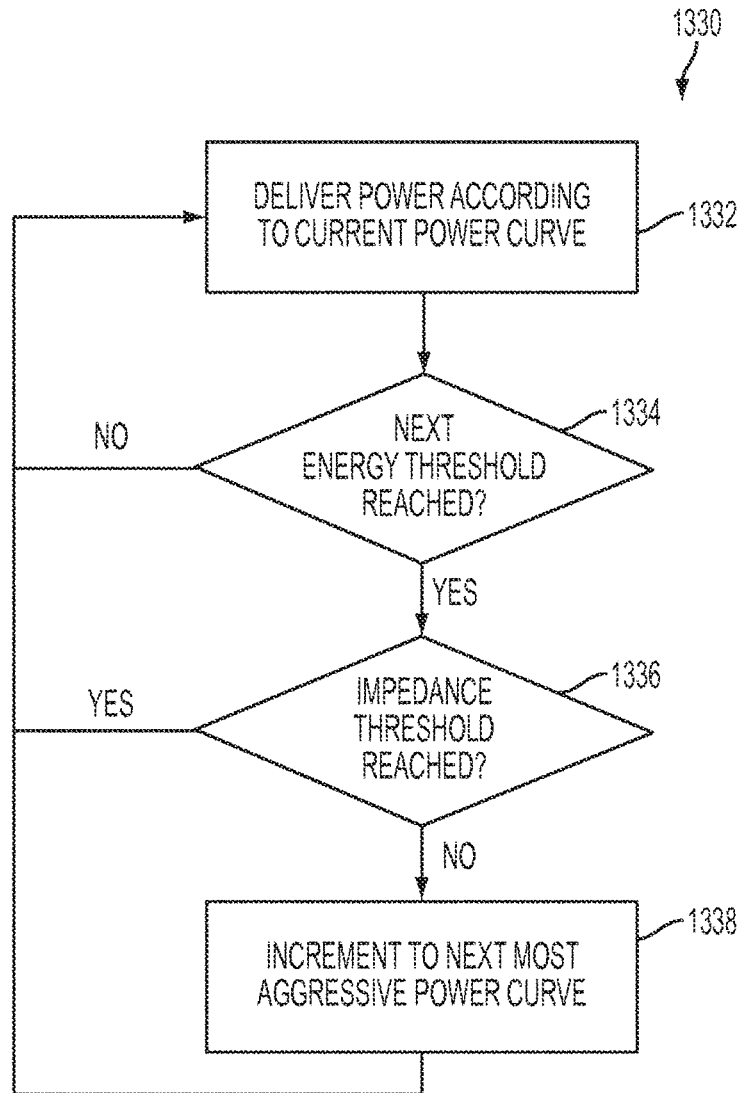 1330
DELIVER POWER ACCORDING
TO CURRENT POWER CURVE
1332
NEXT
ENERGY THRESHOLD
REACHED?
1334
NO
YES
IMPEDANCE
THRESHOLD
REACHED?
1336
YES
NO
INCREMENT TO NEXT MOST
AGGRESSIVE POWER CURVE
1338